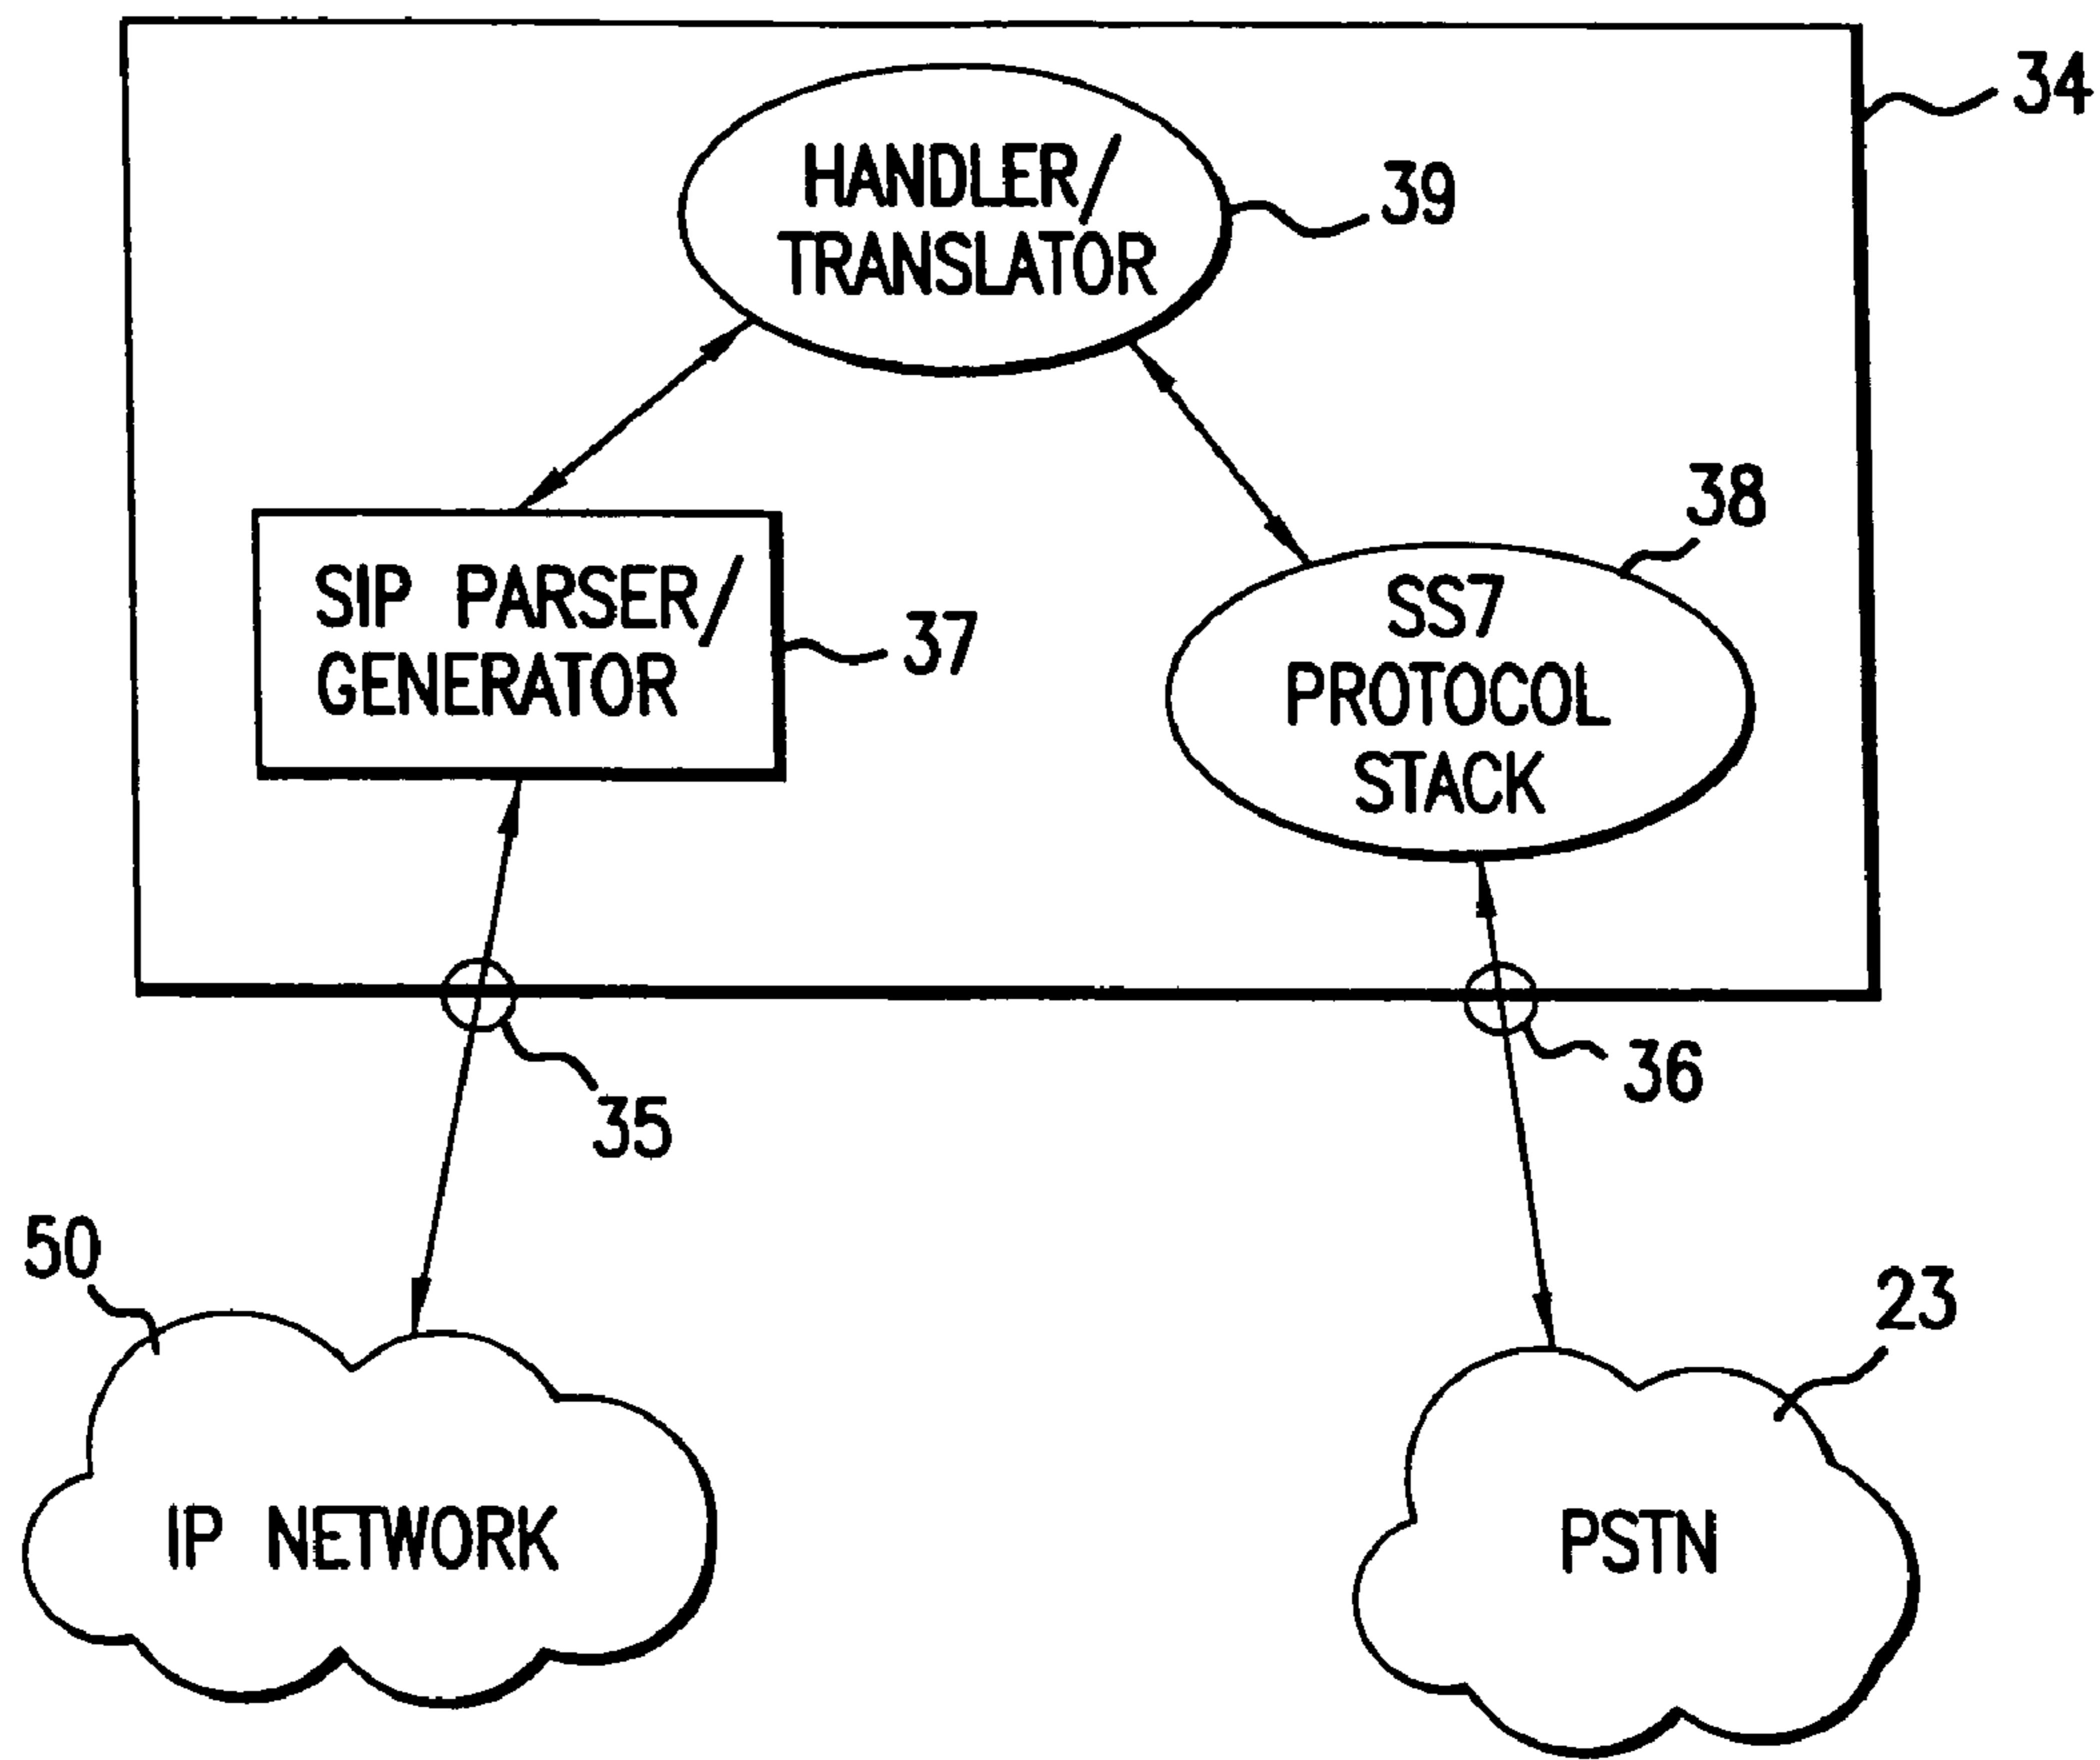 34
HANDLER/
TRANSLATOR
39
38
SIP PARSER/
GENERATOR
37
SS7
PROTOCOL
STACK
35
36
50
23
IP NETWORK
PSTN